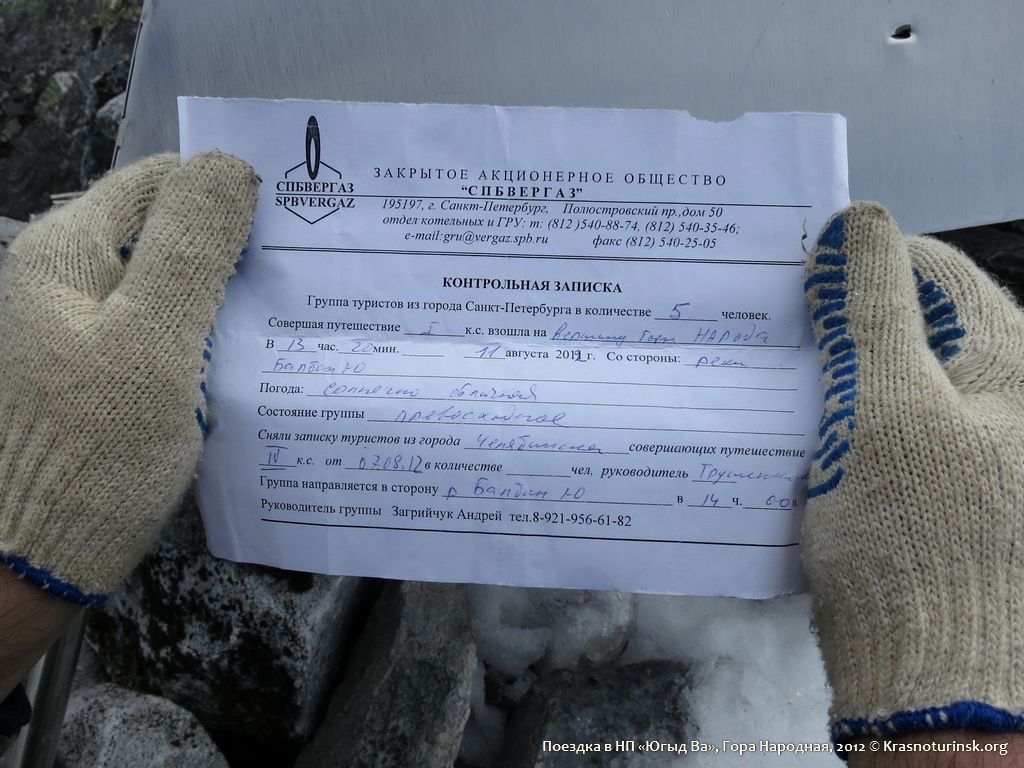 СПБВЕРГАЗ
SPBVERGAZ
ЗАКРЫТОЕ АКЦИОНЕРНОЕ ОБЩЕСТВО
“СПБВЕРГАЗ”
195197, г. Санкт-Петербург, Полюстровский пр.,дом 50
отдел котельных и ГРУ: т: (812 )540-88-74, (812) 540-35-46;
e-mail:gru@vergaz.spb.ru факс (812) 540-25-05
КОНТРОЛЬНАЯ ЗАПИСКА
Группа туристов из города Санкт-Петербурга в количестве 5 человек.
Совершая путешествие I к.с. взошла на вершину Горы НАРОДА
В 13 час. 20 мин. 11 августа 2012 г. Со стороны: реки
Балбан Ю
Погода: солнечно облачная
Состояние группы превосходное
Сняли записку туристов из города Челябинска совершающих путешествие
IV к.с. от 07.08.12 в количестве чел, руководитель
Группа направляется в сторону р Балбан Ю в 14 ч. 00 м.
Руководитель группы Загрийчук Андрей тел.8-921-956-61-82
Поездка в НП «Югыд Ва», Гора Народная, 2012 © Krasnoturinsk.org